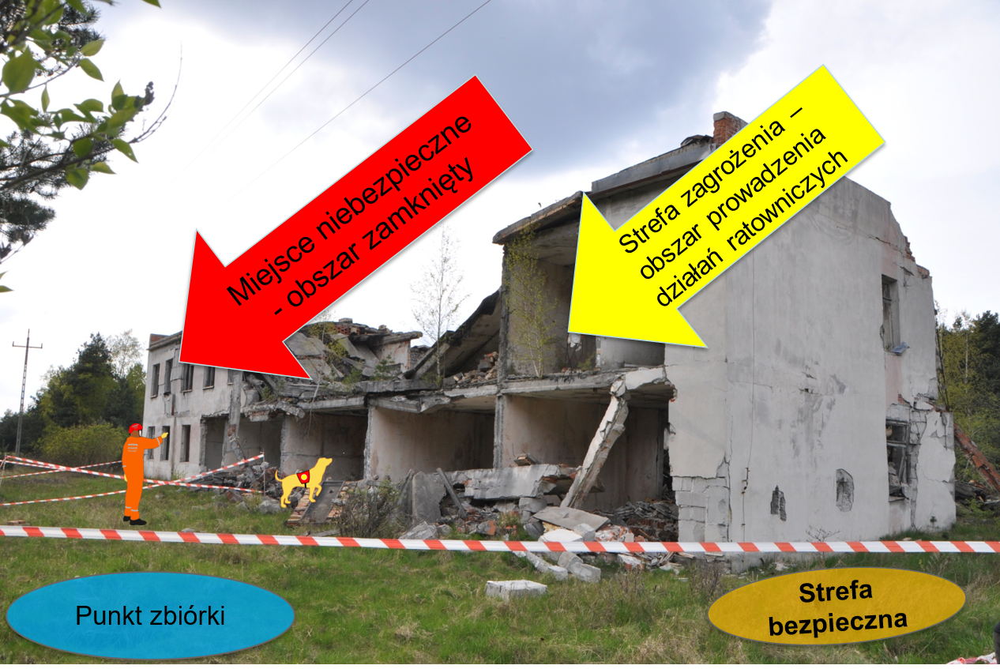 Miejsce niebezpieczne
- obszar zamknięty
Strefa zagrożenia –
obszar prowadzenia
działań ratowniczych
Punkt zbiórki
Strefa
bezpieczna